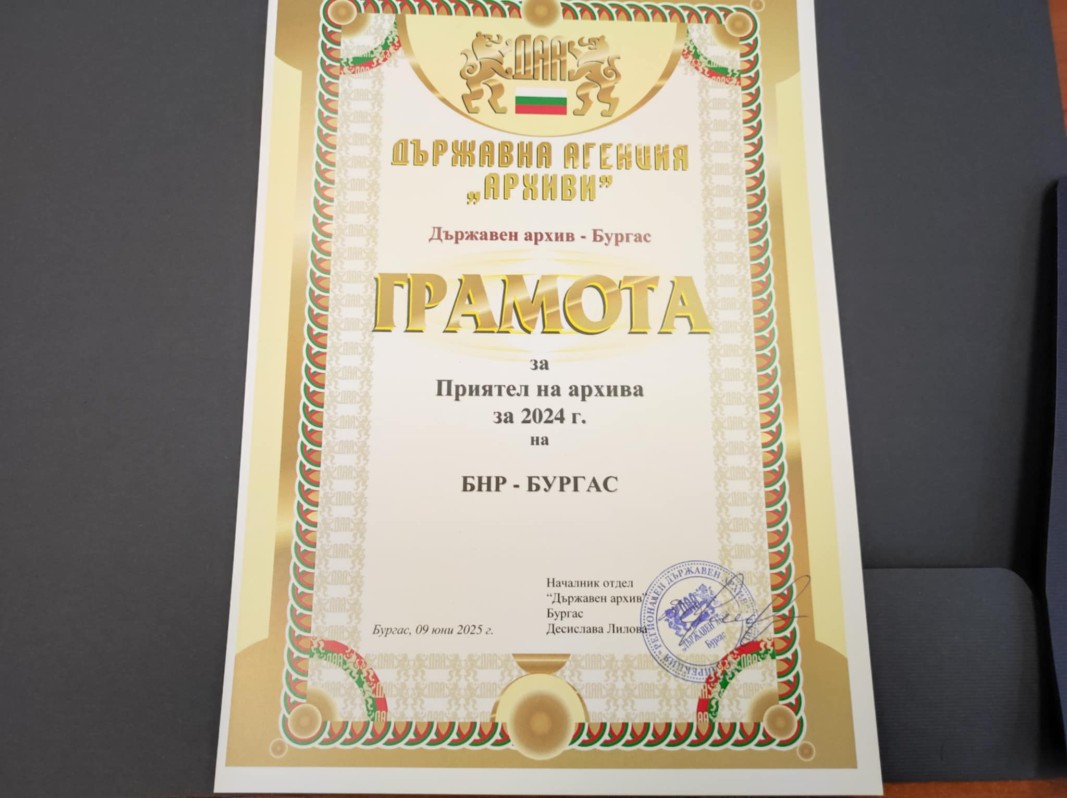 ДАА
ДЪРЖАВНА АГЕНЦИЯ
„АРХИВИ”
Държавен архив - Бургас
ГРАМОТА
за
Приятел на архива
за 2024 г.
на
БНР - БУРГАС
Началник отдел
“Държавен архив”
Бургас
Десислава Лилова
Бургас, 09 юни 2025 г.